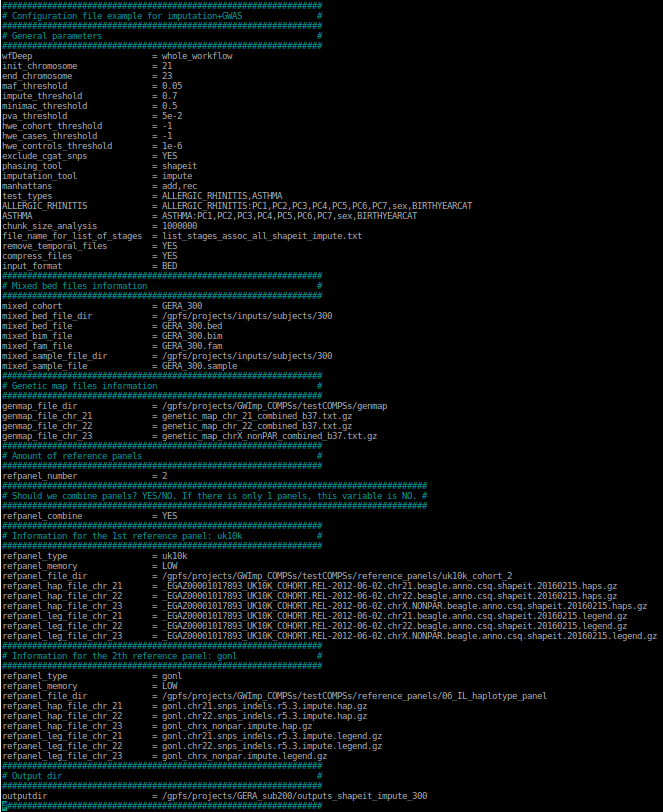 ################################################################
# Configuration file example for imputation+GWAS               #
################################################################
# General parameters                                           #
################################################################
wfDeep                        = whole_workflow
init_chromosome               = 21
end_chromosome                = 23
maf_threshold                 = 0.05
impute_threshold              = 0.7
minimac_threshold             = 0.5
pva_threshold                 = 5e-2
hwe_cohort_threshold          = -1
hwe_cases_threshold           = -1
hwe_controls_threshold        = 1e-6
exclude_cgat_snps             = YES
phasing_tool                  = shapeit
imputation_tool               = impute
manhattans                    = add,rec
test_types                    = ALLERGIC_RHINITIS,ASTHMA
ALLERGIC_RHINITIS             = ALLERGIC_RHINITIS:PC1,PC2,PC3,PC4,PC5,PC6,PC7,sex,BIRTHYEARCAT
ASTHMA                        = ASTHMA:PC1,PC2,PC3,PC4,PC5,PC6,PC7,sex,BIRTHYEARCAT
chunk_size_analysis           = 1000000
file_name_for_list_of_stages  = list_stages_assoc_all_shapeit_impute.txt
remove_temporal_files         = YES
compress_files                = YES
input_format                  = BED
################################################################
# Mixed bed files information                                  #
################################################################
mixed_cohort                  = GERA_300
mixed_bed_file_dir            = /gpfs/projects/inputs/subjects/300
mixed_bed_file                = GERA_300.bed
mixed_bim_file                = GERA_300.bim
mixed_fam_file                = GERA_300.fam
mixed_sample_file_dir         = /gpfs/projects/inputs/subjects/300
mixed_sample_file             = GERA_300.sample
################################################################
# Genetic map files information                                #
################################################################
genmap_file_dir               = /gpfs/projects/GWImp_COMPSs/testCOMPSs/genmap
genmap_file_chr_21            = genetic_map_chr_21_combined_b37.txt.gz
genmap_file_chr_22            = genetic_map_chr_22_combined_b37.txt.gz
genmap_file_chr_23            = genetic_map_chrX_nonPAR_combined_b37.txt.gz
################################################################
# Amount of reference panels                                   #
################################################################
refpanel_number               = 2
#####################################################################################
# Should we combine panels? YES/NO. If there is only 1 panels, this variable is NO. #
#####################################################################################
refpanel_combine              = YES
################################################################
# Information for the 1st reference panel: uk10k               #
################################################################
refpanel_type                 = uk10k
refpanel_memory               = LOW
refpanel_file_dir             = /gpfs/projects/GWImp_COMPSs/testCOMPSs/reference_panels/uk10k_cohort_2
refpanel_hap_file_chr_21      = _EGAZ00001017893_UK10K_COHORT.REL-2012-06-02.chr21.beagle.anno.csq.shapeit.20160215.haps.gz
refpanel_hap_file_chr_22      = _EGAZ00001017893_UK10K_COHORT.REL-2012-06-02.chr22.beagle.anno.csq.shapeit.20160215.haps.gz
refpanel_hap_file_chr_23      = _EGAZ00001017893_UK10K_COHORT.REL-2012-06-02.chrX.NONPAR.beagle.anno.csq.shapeit.20160215.haps.gz
refpanel_leg_file_chr_21      = _EGAZ00001017893_UK10K_COHORT.REL-2012-06-02.chr21.beagle.anno.csq.shapeit.20160215.legend.gz
refpanel_leg_file_chr_22      = _EGAZ00001017893_UK10K_COHORT.REL-2012-06-02.chr22.beagle.anno.csq.shapeit.20160215.legend.gz
refpanel_leg_file_chr_23      = _EGAZ00001017893_UK10K_COHORT.REL-2012-06-02.chrX.NONPAR.beagle.anno.csq.shapeit.20160215.legend.gz
################################################################
# Information for the 2th reference panel: gonl                #
################################################################
refpanel_type                 = gonl
refpanel_memory               = LOW
refpanel_file_dir             = /gpfs/projects/GWImp_COMPSs/testCOMPSs/reference_panels/06_IL_haplotype_panel
refpanel_hap_file_chr_21      = gonl.chr21.snps_indels.r5.3.impute.hap.gz
refpanel_hap_file_chr_22      = gonl.chr22.snps_indels.r5.3.impute.hap.gz
refpanel_hap_file_chr_23      = gonl_chrx_nonpar.impute.hap.gz
refpanel_leg_file_chr_21      = gonl.chr21.snps_indels.r5.3.impute.legend.gz
refpanel_leg_file_chr_22      = gonl.chr22.snps_indels.r5.3.impute.legend.gz
refpanel_leg_file_chr_23      = gonl_chrx_nonpar.impute.legend.gz
################################################################
# Output dir                                                   #
################################################################
outputdir                     = /gpfs/projects/GERA_sub200/outputs_shapeit_impute_300
################################################################